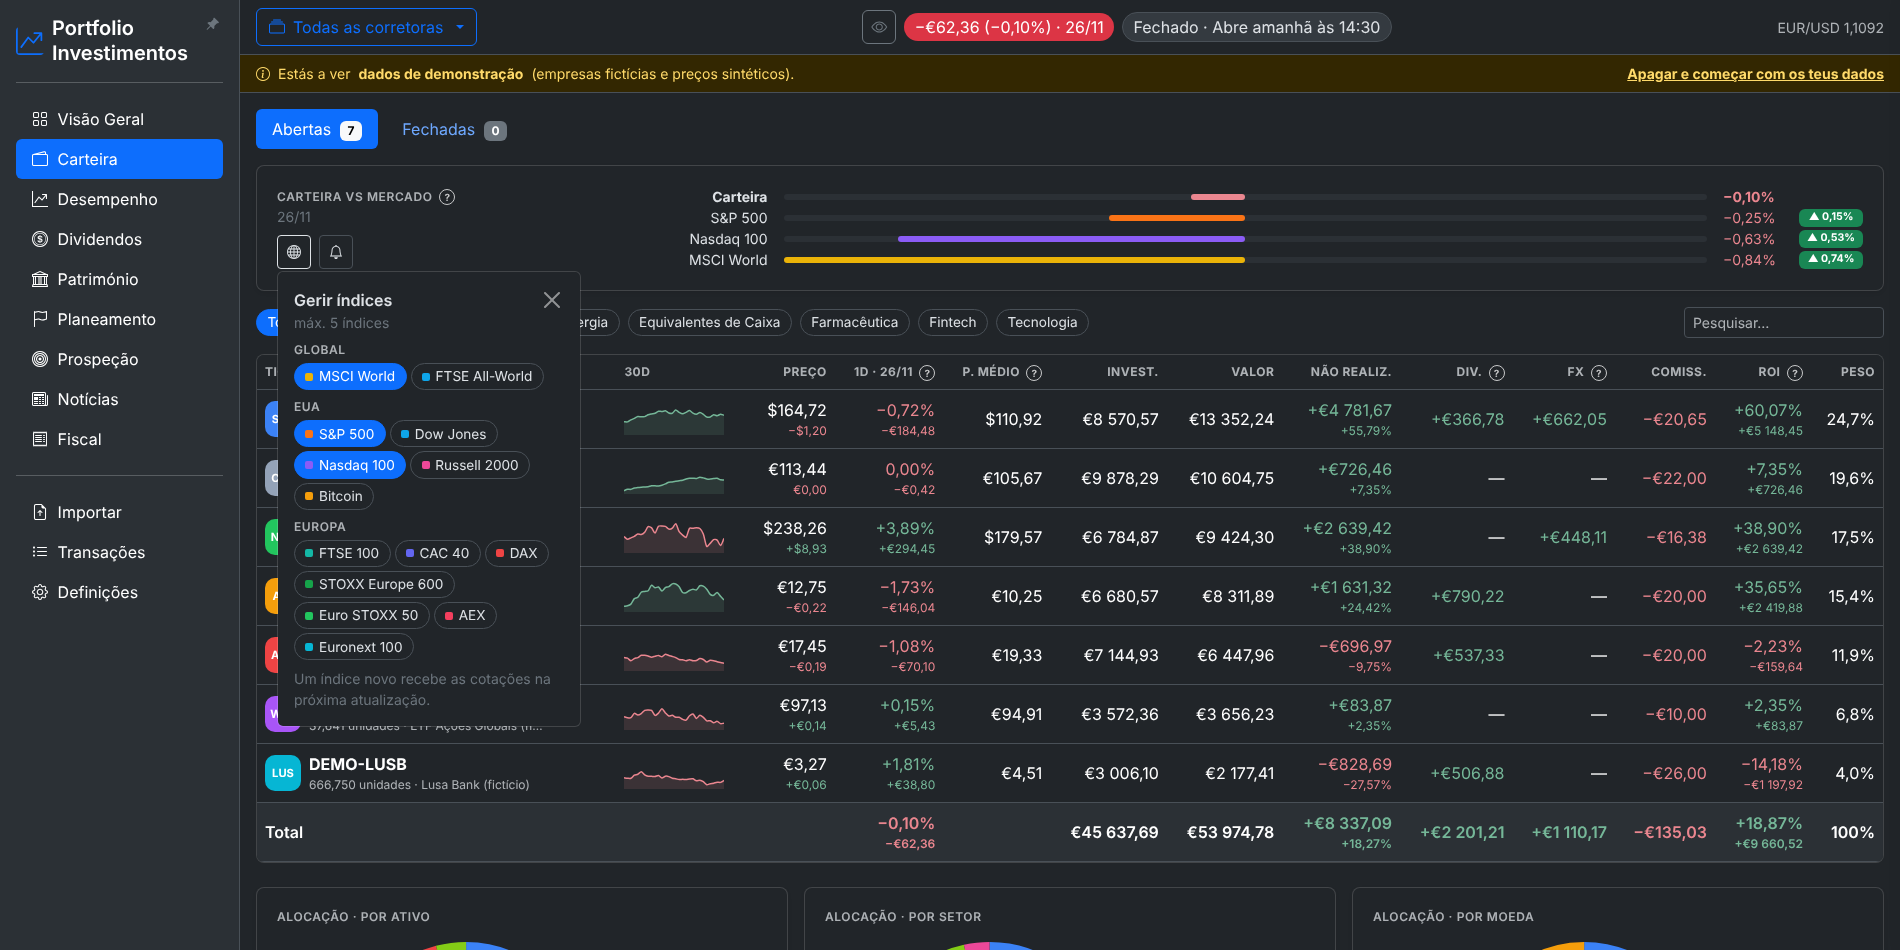 Portfolio
Investimentos
Visão Geral
Carteira
Desempenho
Dividendos
Património
Planeamento
Prospeção
Notícias
Fiscal
Importar
Transações
Definições
Todas as corretoras
−€62,36 (−0,10%) · 26/11
Fechado · Abre amanhã às 14:30
EUR/USD 1,1092
Estás a ver dados de demonstração (empresas fictícias e preços sintéticos).
Apagar e começar com os teus dados
Abertas 7
Fechadas 0
CARTEIRA VS MERCADO ?
26/11
Carteira −0,10%
S&P 500 −0,25% ▲ 0,15%
Nasdaq 100 −0,63% ▲ 0,53%
MSCI World −0,84% ▲ 0,74%
Gerir índices
máx. 5 índices
GLOBAL
MSCI World FTSE All-World
EUA
S&P 500 Dow Jones
Nasdaq 100 Russell 2000
Bitcoin
EUROPA
FTSE 100 CAC 40 DAX
STOXX Europe 600
Euro STOXX 50 AEX
Euronext 100
Um índice novo recebe as cotações na
próxima atualização.
Equivalentes de Caixa Farmacêutica Fintech Tecnologia
Pesquisar...
30D PREÇO 1D · 26/11 ? P. MÉDIO ? INVEST. VALOR NÃO REALIZ. DIV. ? FX ? COMISS. ROI ? PESO
$164,72 −0,72% $110,92 €8 570,57 €13 352,24 +€4 781,67 +€366,78 +€662,05 −€20,65 +60,07% 24,7%
−$1,20 −€184,48 +55,79% +€5 148,45
€113,44 0,00% €105,67 €9 878,29 €10 604,75 +€726,46 — — −€22,00 +7,35% 19,6%
€0,00 −€0,42 +7,35% +€726,46
$238,26 +3,89% $179,57 €6 784,87 €9 424,30 +€2 639,42 — +€448,11 −€16,38 +38,90% 17,5%
+$8,93 +€294,45 +38,90% +€2 639,42
€12,75 −1,73% €10,25 €6 680,57 €8 311,89 +€1 631,32 +€790,22 — −€20,00 +35,65% 15,4%
−€0,22 −€146,04 +24,42% +€2 419,88
€17,45 −1,08% €19,33 €7 144,93 €6 447,96 −€696,97 +€537,33 — −€20,00 −2,23% 11,9%
−€0,19 −€70,10 −9,75% −€159,64
€97,13 +0,15% €94,91 €3 572,36 €3 656,23 +€83,87 — — −€10,00 +2,35% 6,8%
+€0,14 +€5,43 +2,35% +€83,87
LUS DEMO-LUSB €3,27 +1,81% €4,51 €3 006,10 €2 177,41 −€828,69 +€506,88 — −€26,00 −14,18% 4,0%
666,750 unidades · Lusa Bank (fictício) +€0,06 +€38,80 −27,57% −€1 197,92
Total −0,10% €45 637,69 €53 974,78 +€8 337,09 +€2 201,21 +€1 110,17 −€135,03 +18,87% 100%
−€62,36 +18,27% +€9 660,52
ALOCAÇÃO · POR ATIVO
ALOCAÇÃO · POR SETOR
ALOCAÇÃO · POR MOEDA